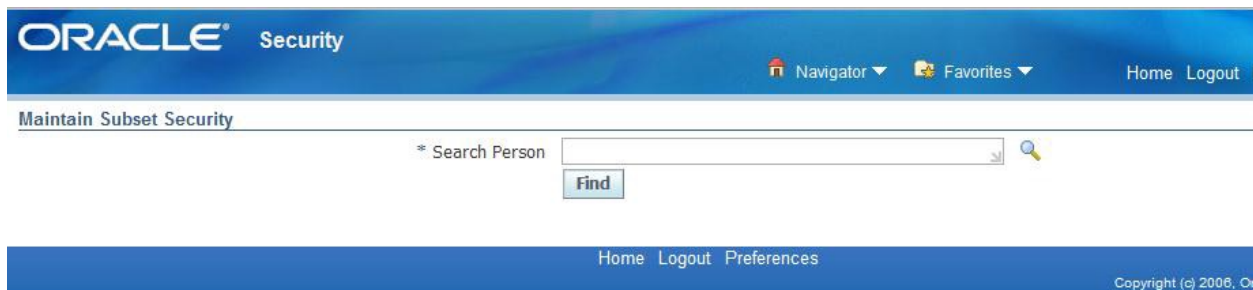 ORACLE® Security
Navigator Favorites Home Logout
Maintain Subset Security
* Search Person
Find
Home Logout Preferences
Copyright (c) 2006,